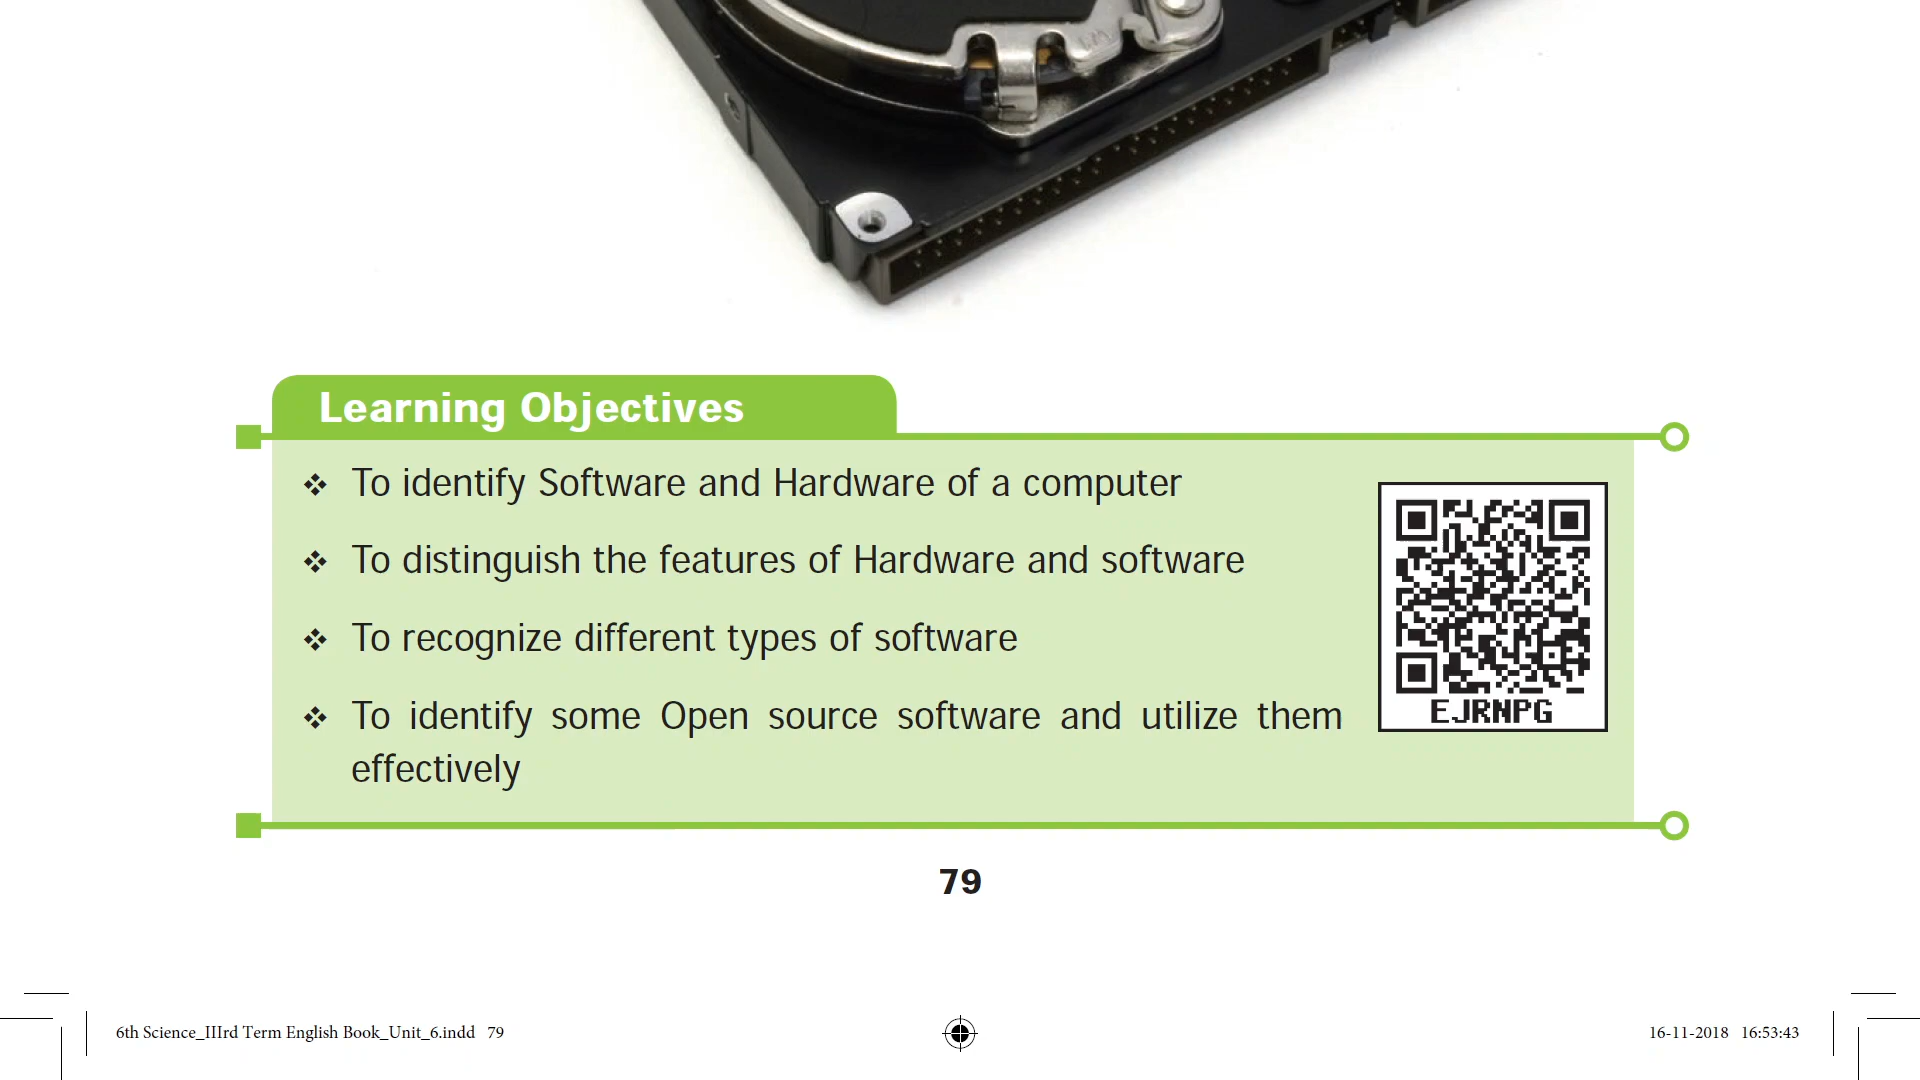 Learning Objectives
❖ To identify Software and Hardware of a computer
❖ To distinguish the features of Hardware and software
❖ To recognize different types of software
❖ To identify some Open source software and utilize them
effectively
EJRNPG
79
6th Science_IIIrd Term English Book_Unit_6.indd 79
16-11-2018 16:53:43